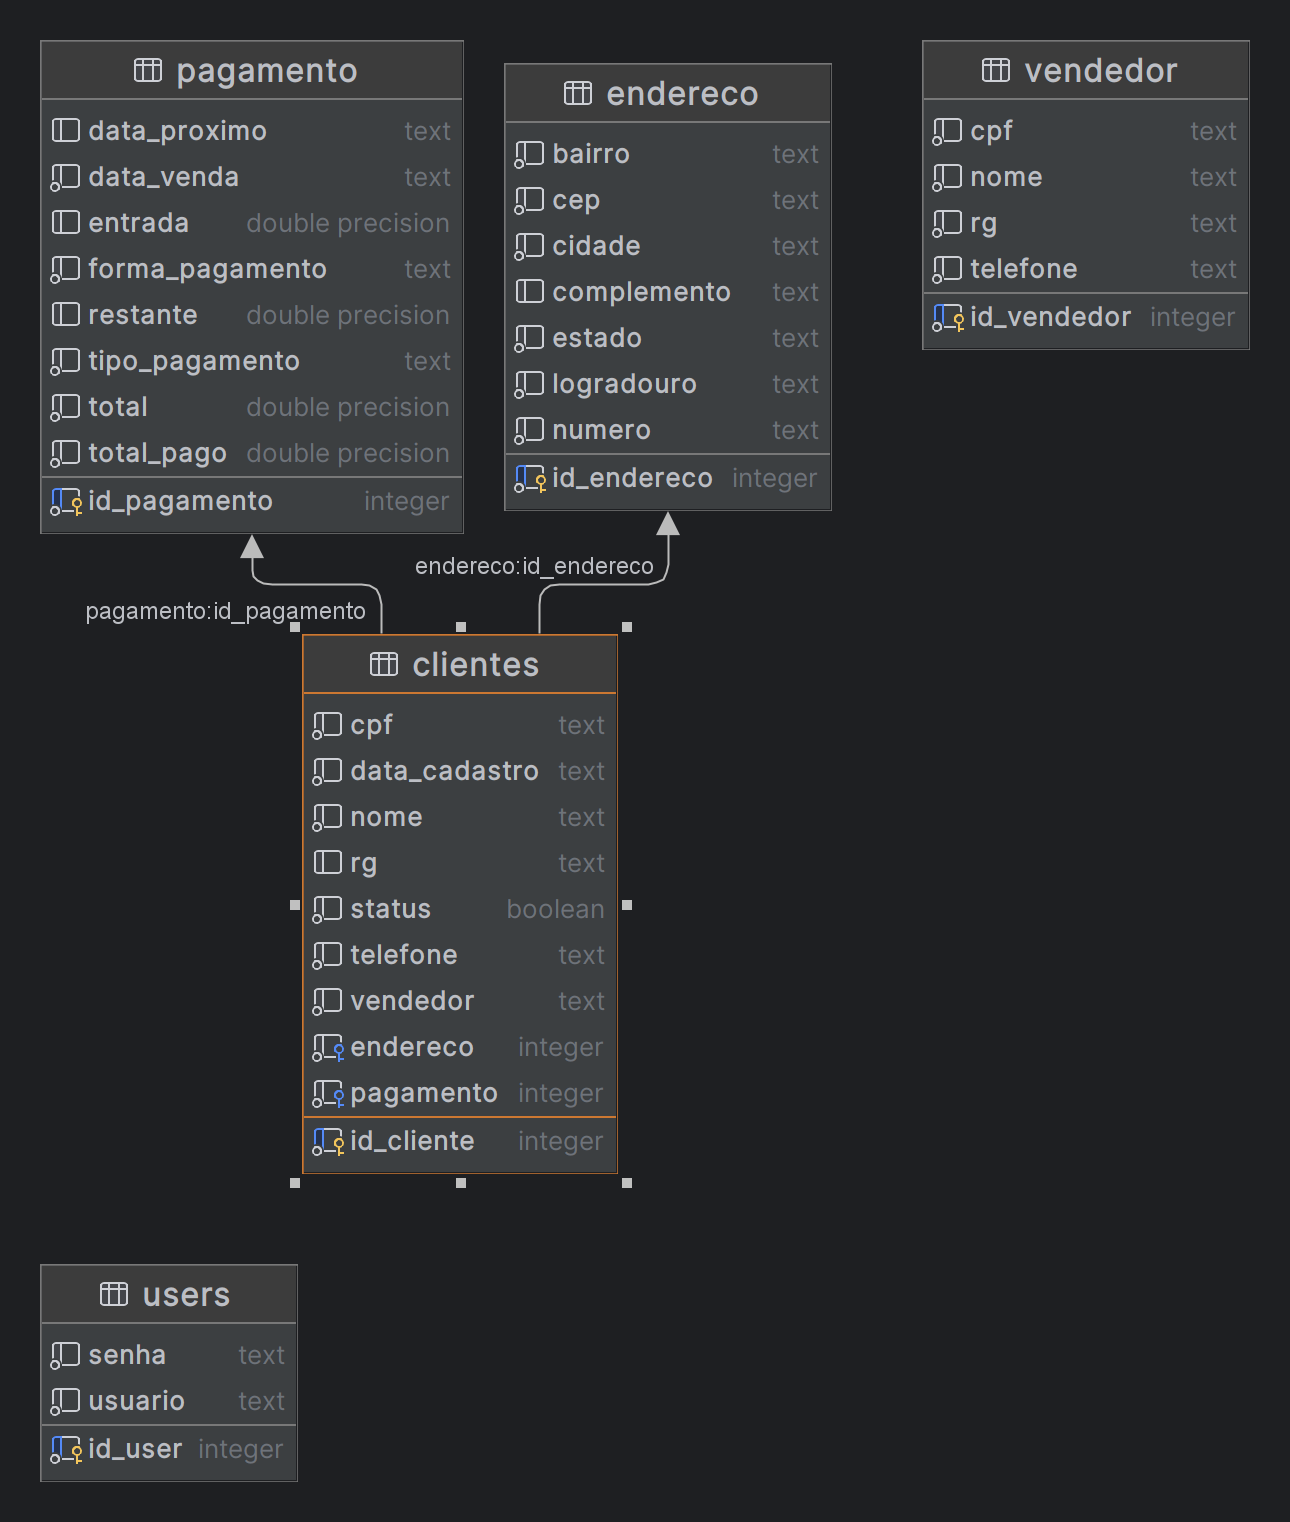 pagamento
data_proximo text
data_venda text
entrada double precision
forma_pagamento text
restante double precision
tipo_pagamento text
total double precision
total_pago double precision
id_pagamento integer
endereco
bairro text
cep text
cidade text
complemento text
estado text
logradouro text
numero text
id_endereco integer
vendedor
cpf text
nome text
rg text
telefone text
id_vendedor integer
endereco:id_endereco
pagamento:id_pagamento
clientes
cpf text
data_cadastro text
nome text
rg text
status boolean
telefone text
vendedor text
endereco integer
pagamento integer
id_cliente integer
users
senha text
usuario text
id_user integer